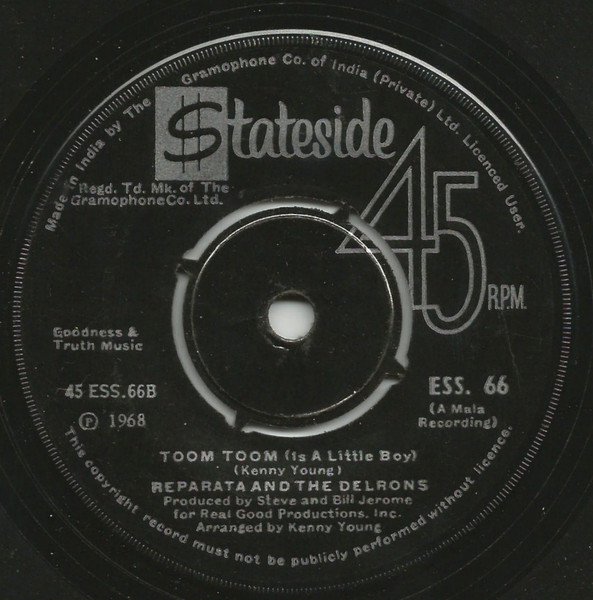 Made in India by The Gramophone Co. of India (Private) Ltd. Licenced User.
$tateside
45
R.P.M.
Regd. Td. Mk. of The
Gramophone Co. Ltd.
Goodness &
Truth Music
45 ESS.66B
Ⓟ 1968
ESS. 66
(A Mala
Recording)
TOOM TOOM (Is A Little Boy)
(Kenny Young)
REPARATA AND THE DELRONS
Produced by Steve and Bill Jerome
for Real Good Productions, Inc.
Arranged by Kenny Young
This copyright record must not be publicly performed without licence.